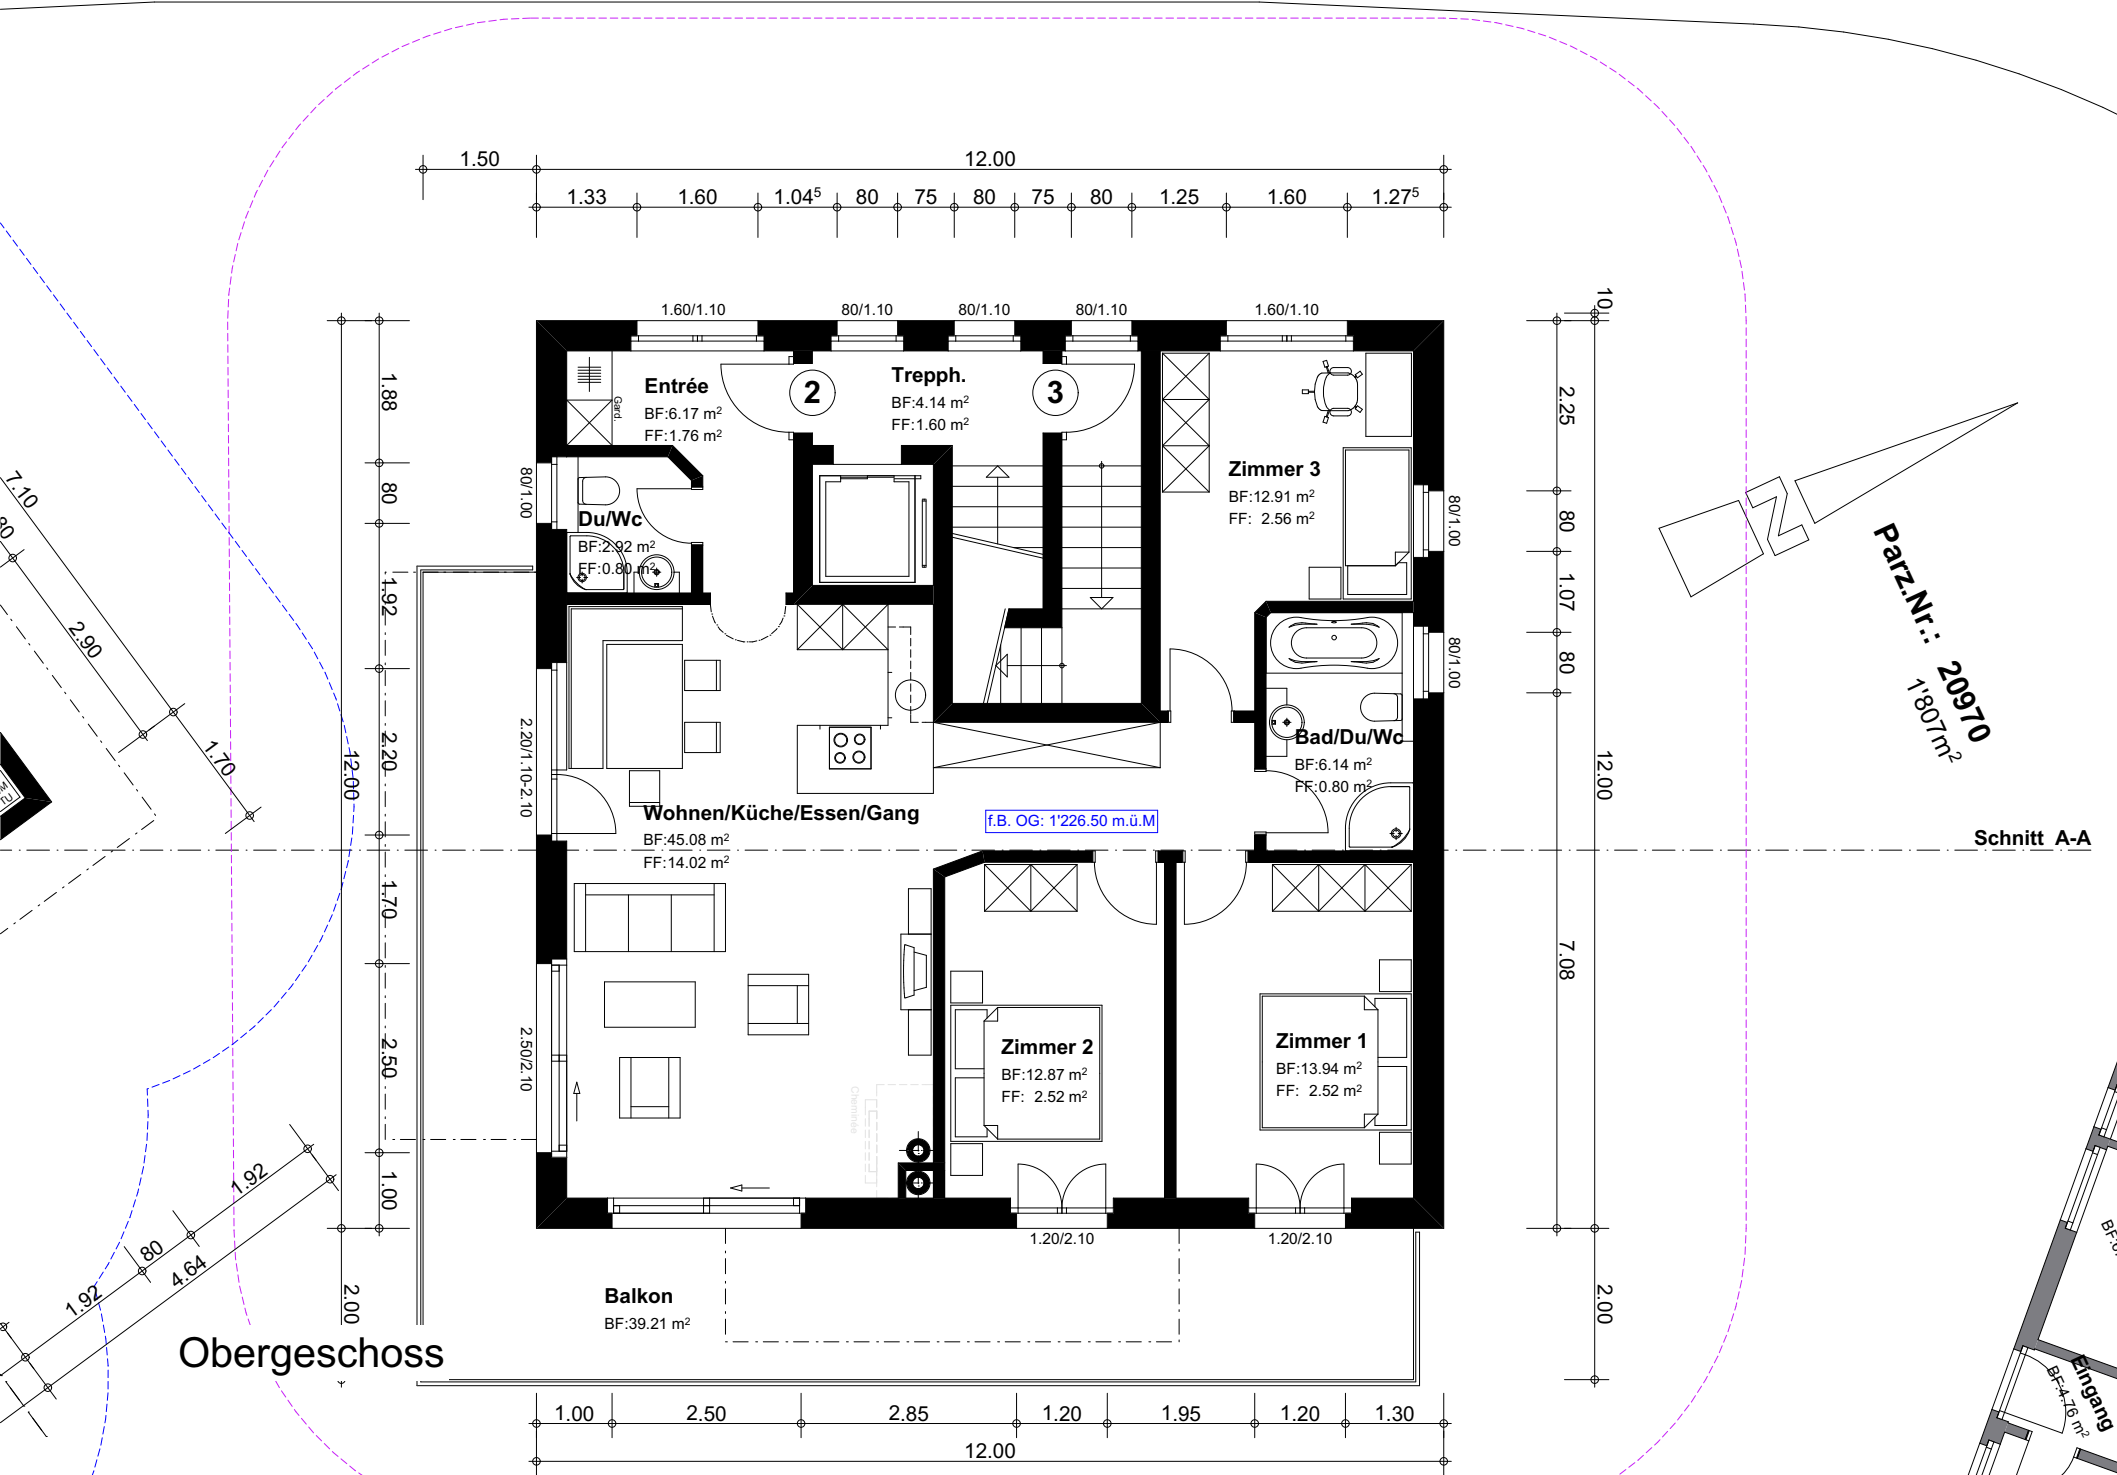 1.50
12.00
1.33
1.60
1.04⁵
80
75
80
75
80
1.25
1.60
1.27⁵
1.60/1.10
80/1.10
80/1.10
80/1.10
1.60/1.10
10
1.88
80
1.92
2.20
12.00
1.70
2.50
1.00
2.00
2.25
80
1.07
80
12.00
7.08
2.00
Entrée
BF:6.17 m²
FF:1.76 m²
Gard.
2
Trepph.
BF:4.14 m²
FF:1.60 m²
3
Zimmer 3
BF:12.91 m²
FF: 2.56 m²
80/1.00
80/1.00
80/1.00
Du/Wc
BF:2.92 m²
FF:0.80 m²
Bad/Du/Wc
BF:6.14 m²
FF:0.80 m²
2.20/1.10-2.10
Wohnen/Küche/Essen/Gang
BF:45.08 m²
FF:14.02 m²
f.B. OG: 1'226.50 m.ü.M
Schnitt A-A
N
Parz.Nr.: 20970
1'807m²
7.10
80
2.90
1.70
2.50/2.10
Cheminée
Zimmer 2
BF:12.87 m²
FF: 2.52 m²
Zimmer 1
BF:13.94 m²
FF: 2.52 m²
1.20/2.10
1.20/2.10
1.92
80
4.64
1.92
Balkon
BF:39.21 m²
Obergeschoss
Eingang
BF:4.76 m²
1.00
2.50
2.85
1.20
1.95
1.20
1.30
12.00